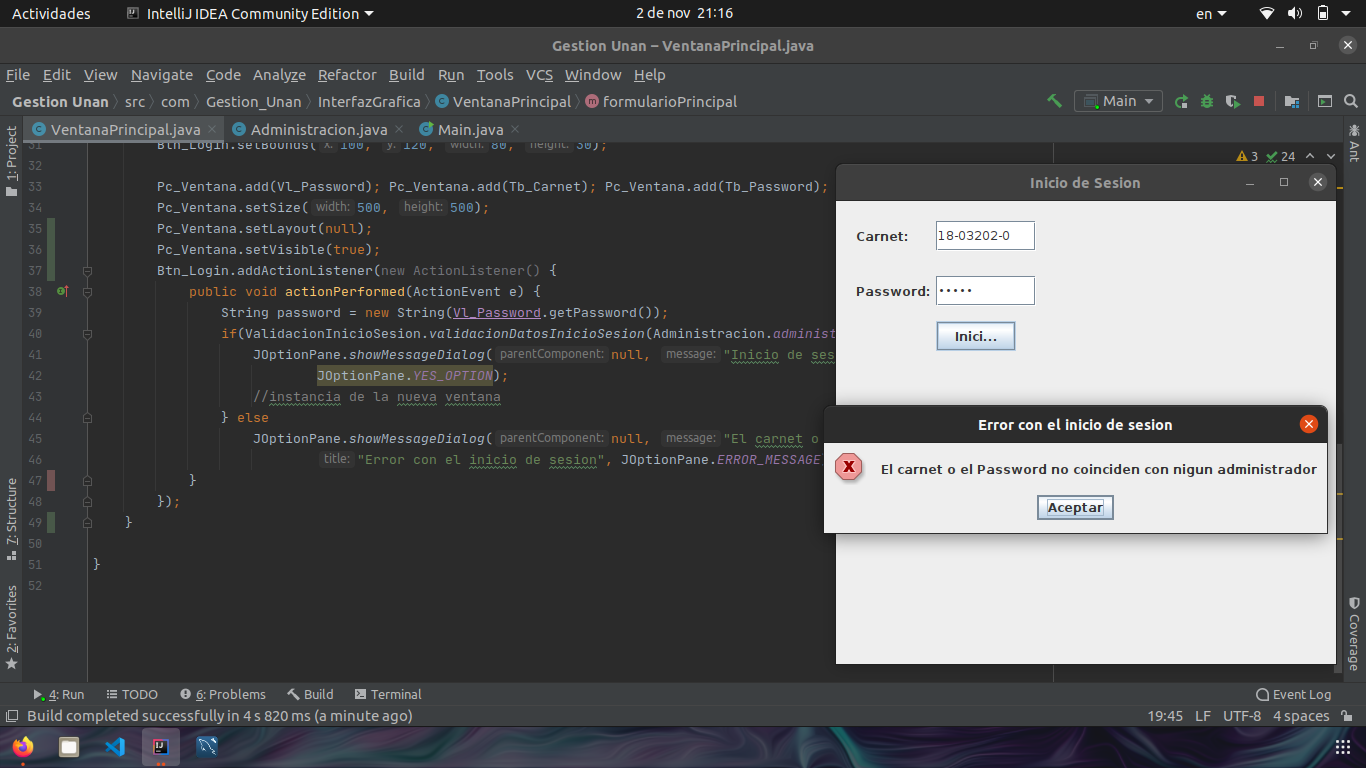 Actividades IntelliJ IDEA Community Edition 2 de nov 21:16 en
Gestion Unan – VentanaPrincipal.java
File Edit View Navigate Code Analyze Refactor Build Run Tools VCS Window Help
Gestion Unan src com Gestion_Unan InterfazGrafica VentanaPrincipal formularioPrincipal Main
VentanaPrincipal.java Administracion.java Main.java
1: Project
7: Structure
2: Favorites
Ant
Coverage
3 24
31 Btn_Login.setBounds( x: 100, y: 120, width: 80, height: 30);
32
33 Pc_Ventana.add(Vl_Password); Pc_Ventana.add(Tb_Carnet); Pc_Ventana.add(Tb_Password);
34 Pc_Ventana.setSize( width: 500, height: 500);
35 Pc_Ventana.setLayout(null);
36 Pc_Ventana.setVisible(true);
37 Btn_Login.addActionListener(new ActionListener() {
38 public void actionPerformed(ActionEvent e) {
39 String password = new String(Vl_Password.getPassword());
40 if(ValidacionInicioSesion.validacionDatosInicioSesion(Administracion.administ
41 JOptionPane.showMessageDialog( parentComponent: null, message: "Inicio de ses
42 JOptionPane.YES_OPTION);
43 //instancia de la nueva ventana
44 } else
45 JOptionPane.showMessageDialog( parentComponent: null, message: "El carnet o
46 title: "Error con el inicio de sesion", JOptionPane.ERROR_MESSAGE
47 }
48 });
49 }
50
51 }
52
Inicio de Sesion
Carnet: 18-03202-0
Password: •••••
Inici...
Error con el inicio de sesion
El carnet o el Password no coinciden con nigun administrador
Aceptar
4: Run TODO 6: Problems Build Terminal Event Log
Build completed successfully in 4 s 820 ms (a minute ago) 19:45 LF UTF-8 4 spaces